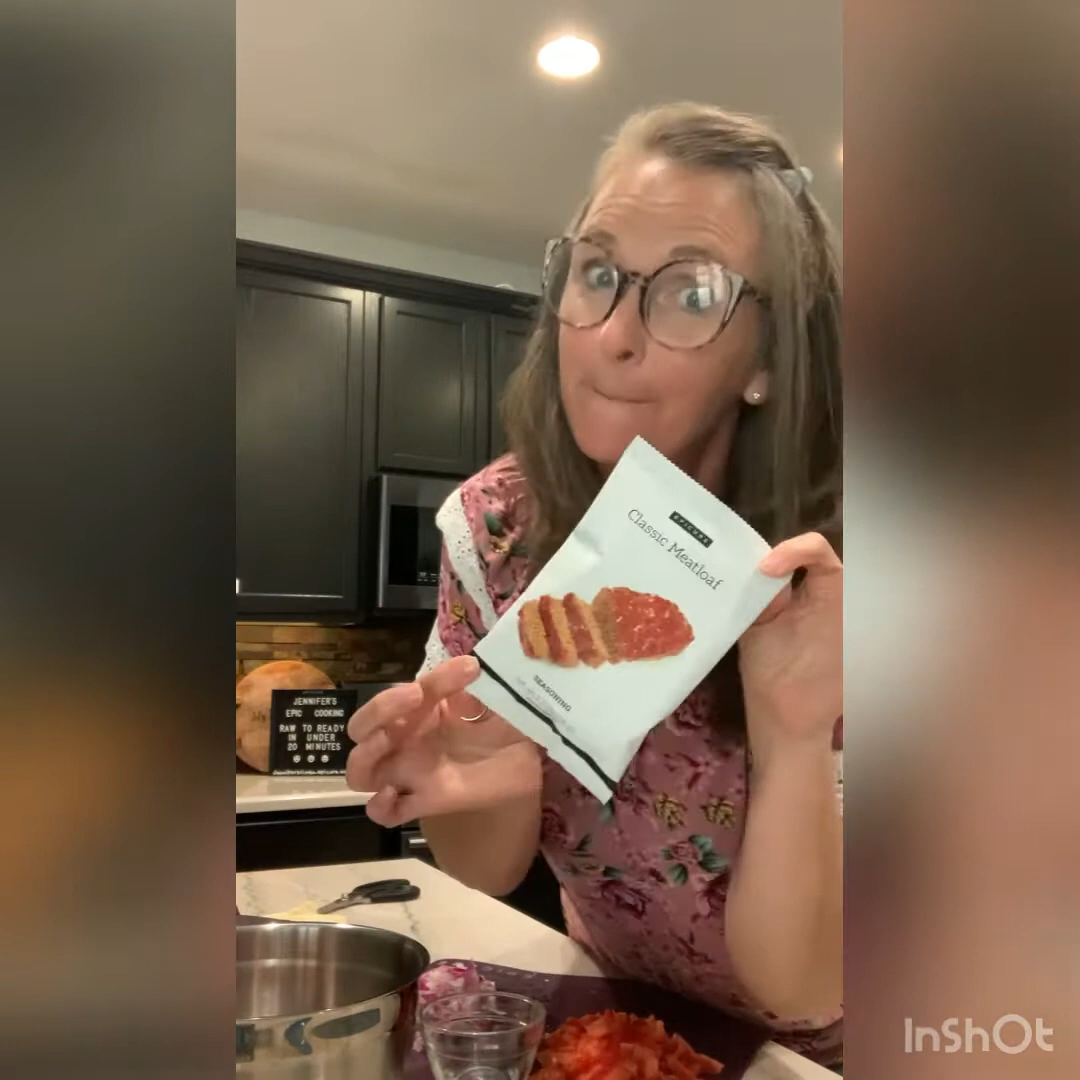 EPICURE
Classic Meatloaf
SEASONING
JENNIFER'S
EPIC COOKING
RAW TO READY
IN UNDER
20 MINUTES
InShOt